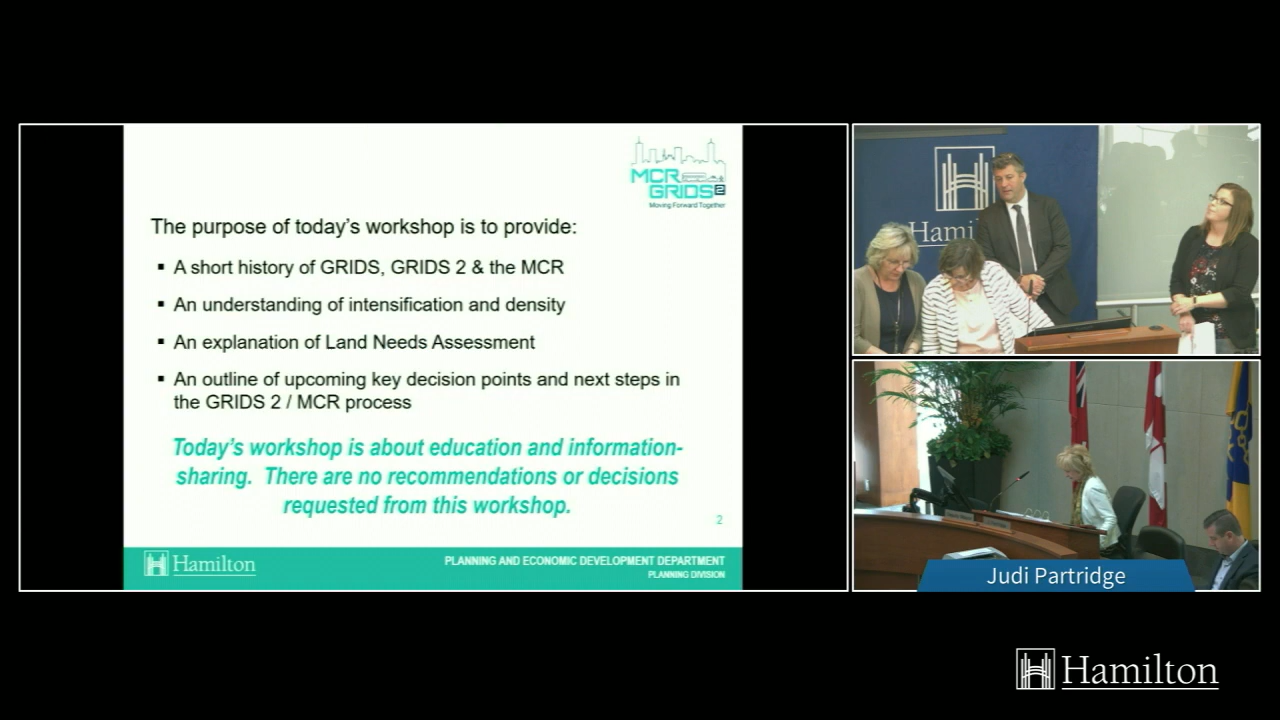 MCR
GRIDS2
Moving Forward Together
The purpose of today's workshop is to provide:
▪ A short history of GRIDS, GRIDS 2 & the MCR
▪ An understanding of intensification and density
▪ An explanation of Land Needs Assessment
▪ An outline of upcoming key decision points and next steps in
the GRIDS 2 / MCR process
Today's workshop is about education and information-
sharing. There are no recommendations or decisions
requested from this workshop.
2
Hamilton
PLANNING AND ECONOMIC DEVELOPMENT DEPARTMENT
PLANNING DIVISION
Hami
Judi Partridge
Hamilton